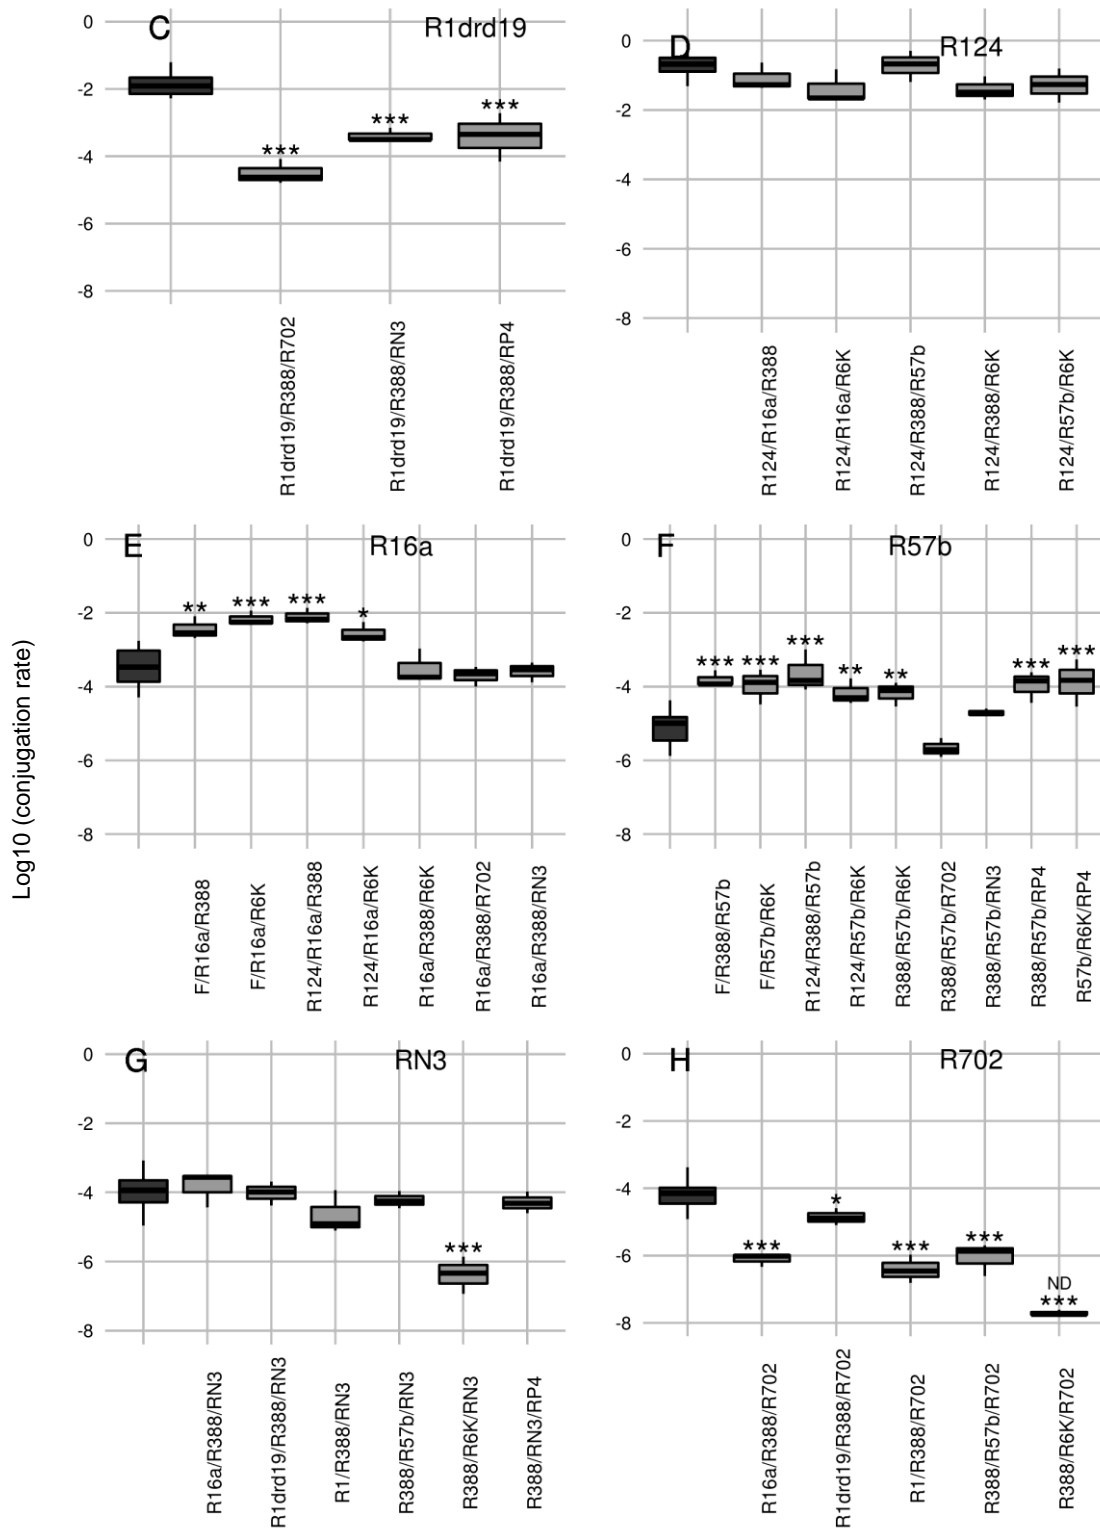 C
R1drd19
0
-2
-4
-6
-8
***
***
***
R1drd19/R388/R702
R1drd19/R388/RN3
R1drd19/R388/RP4
D
R124
0
-2
-4
-6
-8
R124/R16a/R388
R124/R16a/R6K
R124/R388/R57b
R124/R388/R6K
R124/R57b/R6K
Log10 (conjugation rate)
E
R16a
0
-2
-4
-6
-8
**
***
***
*
F/R16a/R388
F/R16a/R6K
R124/R16a/R388
R124/R16a/R6K
R16a/R388/R6K
R16a/R388/R702
R16a/R388/RN3
F
R57b
0
-2
-4
-6
-8
***
***
***
**
**
***
***
F/R388/R57b
F/R57b/R6K
R124/R388/R57b
R124/R57b/R6K
R388/R57b/R6K
R388/R57b/R702
R388/R57b/RN3
R388/R57b/RP4
R57b/R6K/RP4
G
RN3
0
-2
-4
-6
-8
***
R16a/R388/RN3
R1drd19/R388/RN3
R1/R388/RN3
R388/R57b/RN3
R388/R6K/RN3
R388/RN3/RP4
H
R702
0
-2
-4
-6
-8
***
*
***
***
ND
***
R16a/R388/R702
R1drd19/R388/R702
R1/R388/R702
R388/R57b/R702
R388/R6K/R702